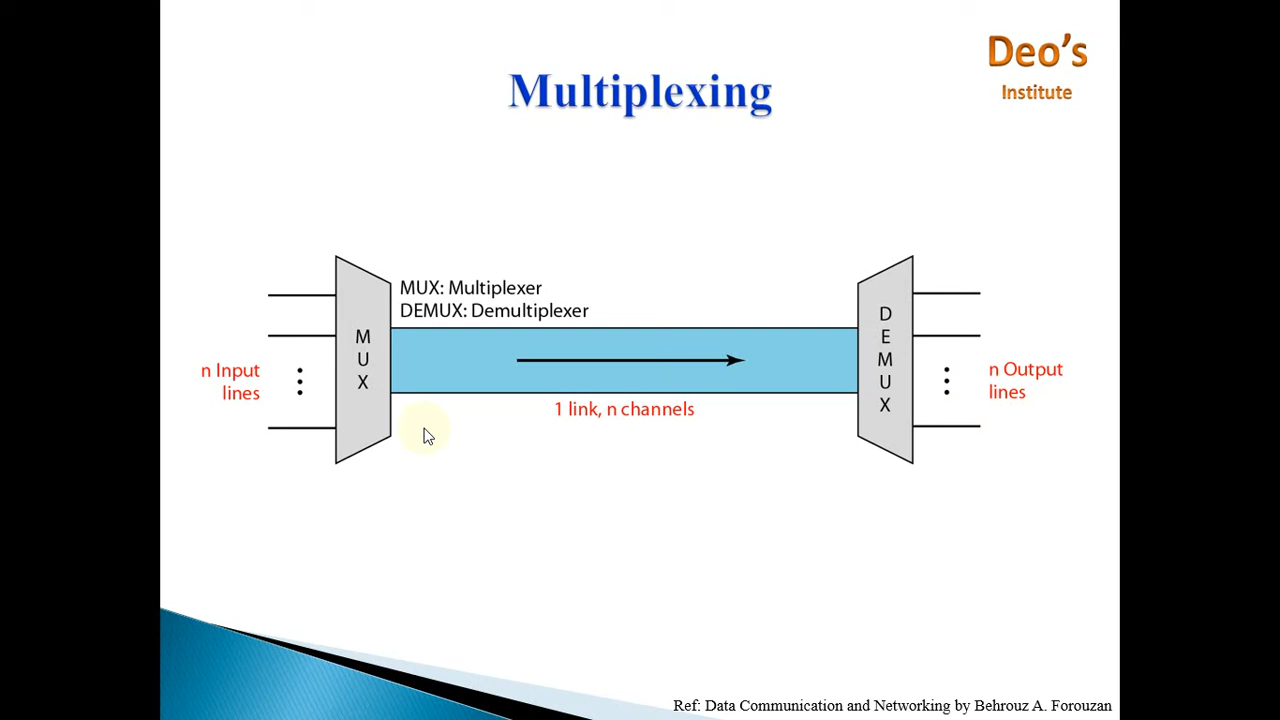 Deo's
Institute
Multiplexing
MUX: Multiplexer
DEMUX: Demultiplexer
M
U
X
D
E
M
U
X
n Input
lines
n Output
lines
1 link, n channels
Ref: Data Communication and Networking by Behrouz A. Forouzan